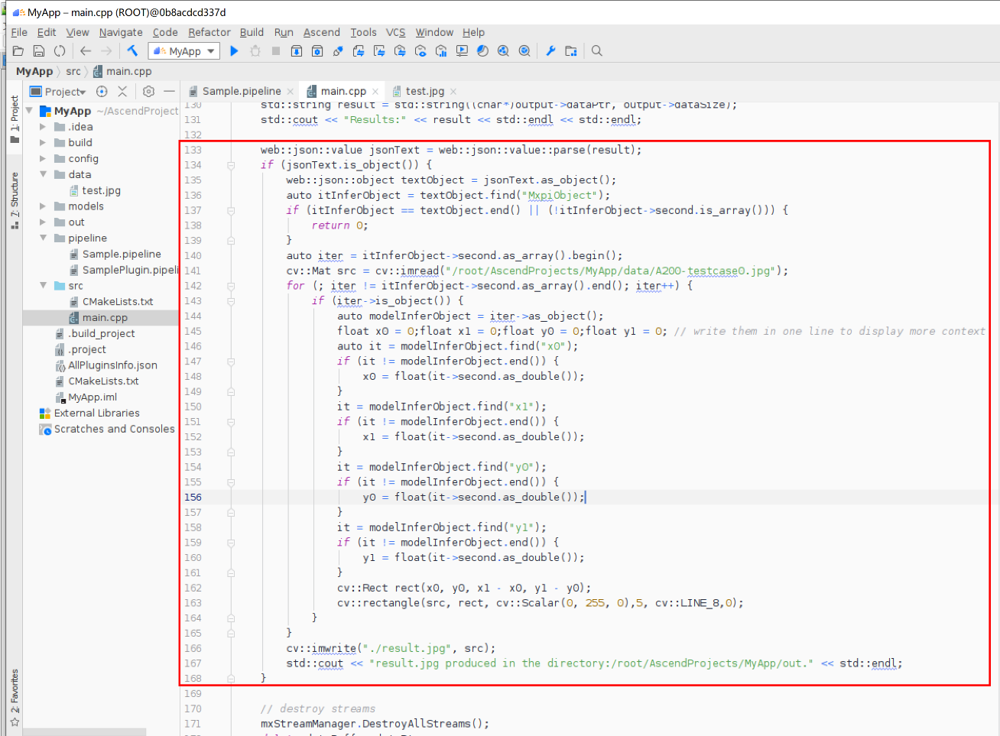 MyApp – main.cpp (ROOT)@0b8acdcd337d
File Edit View Navigate Code Refactor Build Run Ascend Tools VCS Window Help
MyApp
MyApp src main.cpp
Project Sample.pipeline main.cpp test.jpg
1: Project
7: Structure
2: Favorites
MyApp ~/AscendProject
.idea
build
config
data
test.jpg
models
out
pipeline
Sample.pipeline
SamplePlugin.pipeli
src
CMakeLists.txt
main.cpp
.build_project
.project
AllPluginsInfo.json
CMakeLists.txt
MyApp.iml
External Libraries
Scratches and Consoles
130 std::string result = std::string((char*)output->dataPtr, output->dataSize);
131 std::cout << "Results:" << result << std::endl << std::endl;
132
133 web::json::value jsonText = web::json::value::parse(result);
134 if (jsonText.is_object()) {
135 web::json::object textObject = jsonText.as_object();
136 auto itInferObject = textObject.find("MxpiObject");
137 if (itInferObject == textObject.end() || (!itInferObject->second.is_array())) {
138 return 0;
139 }
140 auto iter = itInferObject->second.as_array().begin();
141 cv::Mat src = cv::imread("/root/AscendProjects/MyApp/data/A200-testcase0.jpg");
142 for (; iter != itInferObject->second.as_array().end(); iter++) {
143 if (iter->is_object()) {
144 auto modelInferObject = iter->as_object();
145 float x0 = 0;float x1 = 0;float y0 = 0;float y1 = 0; // write them in one line to display more context
146 auto it = modelInferObject.find("x0");
147 if (it != modelInferObject.end()) {
148 x0 = float(it->second.as_double());
149 }
150 it = modelInferObject.find("x1");
151 if (it != modelInferObject.end()) {
152 x1 = float(it->second.as_double());
153 }
154 it = modelInferObject.find("y0");
155 if (it != modelInferObject.end()) {
156 y0 = float(it->second.as_double());
157 }
158 it = modelInferObject.find("y1");
159 if (it != modelInferObject.end()) {
160 y1 = float(it->second.as_double());
161 }
162 cv::Rect rect(x0, y0, x1 - x0, y1 - y0);
163 cv::rectangle(src, rect, cv::Scalar(0, 255, 0),5, cv::LINE_8,0);
164 }
165 }
166 cv::imwrite("./result.jpg", src);
167 std::cout << "result.jpg produced in the directory:/root/AscendProjects/MyApp/out." << std::endl;
168 }
169
170 // destroy streams
171 mxStreamManager.DestroyAllStreams();